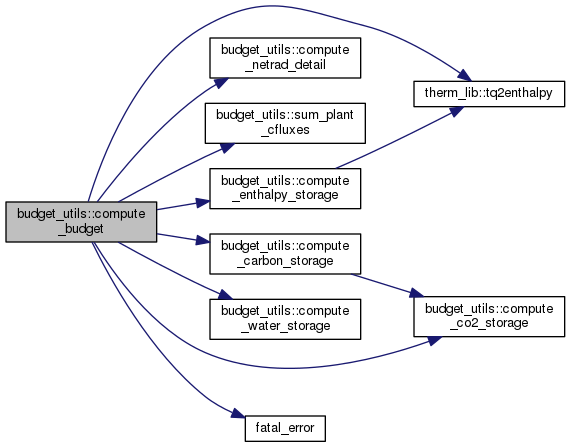 budget_utils::compute
_budget
budget_utils::compute
_netrad_detail
budget_utils::sum_plant
_cfluxes
budget_utils::compute
_enthalpy_storage
budget_utils::compute
_carbon_storage
budget_utils::compute
_water_storage
fatal_error
therm_lib::tq2enthalpy
budget_utils::compute
_co2_storage